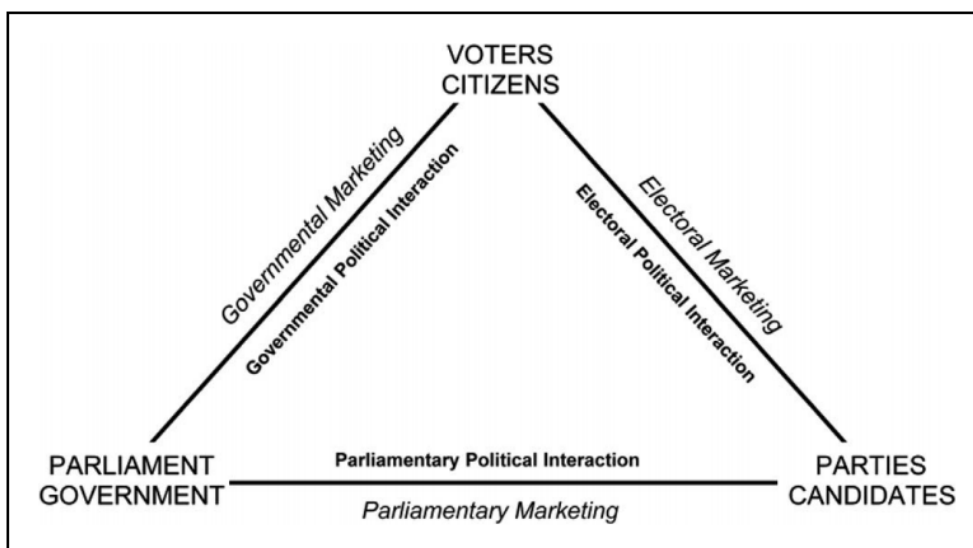 VOTERS
CITIZENS
Governmental Marketing
Governmental Political Interaction
Electoral Marketing
Electoral Political Interaction
PARLIAMENT
GOVERNMENT
Parliamentary Political Interaction
Parliamentary Marketing
PARTIES
CANDIDATES